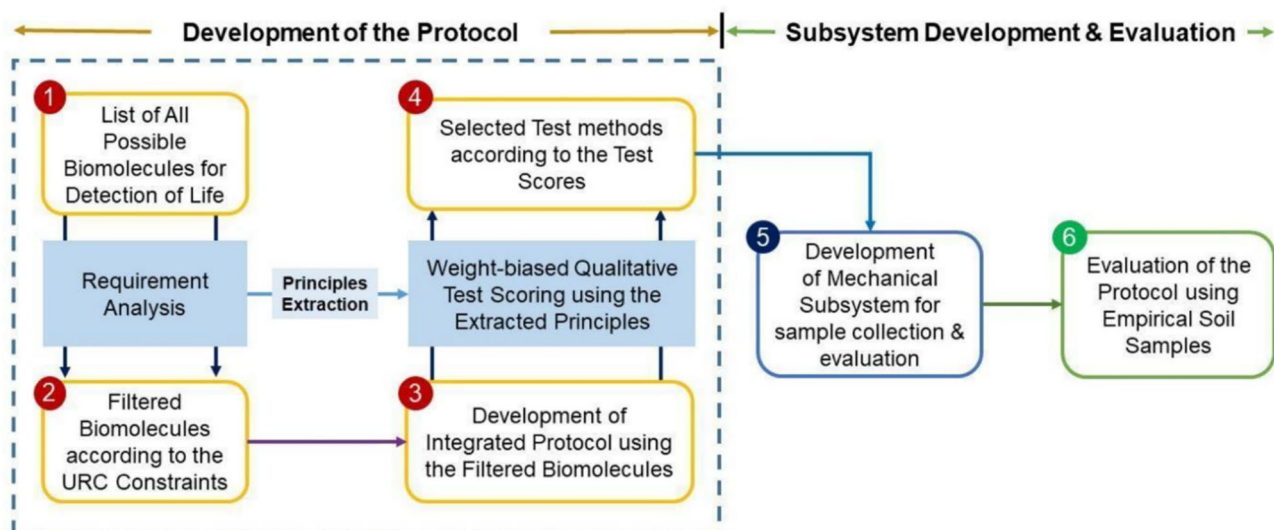 Development of the Protocol
Subsystem Development & Evaluation
1
List of All
Possible
Biomolecules for
Detection of Life
Requirement
Analysis
2
Filtered
Biomolecules
according to the
URC Constraints
Principles
Extraction
4
Selected Test methods
according to the Test
Scores
Weight-biased Qualitative
Test Scoring using the
Extracted Principles
3
Development of
Integrated Protocol using
the Filtered Biomolecules
5
Development
of Mechanical
Subsystem for
sample collection &
evaluation
6
Evaluation of the
Protocol using
Empirical Soil
Samples